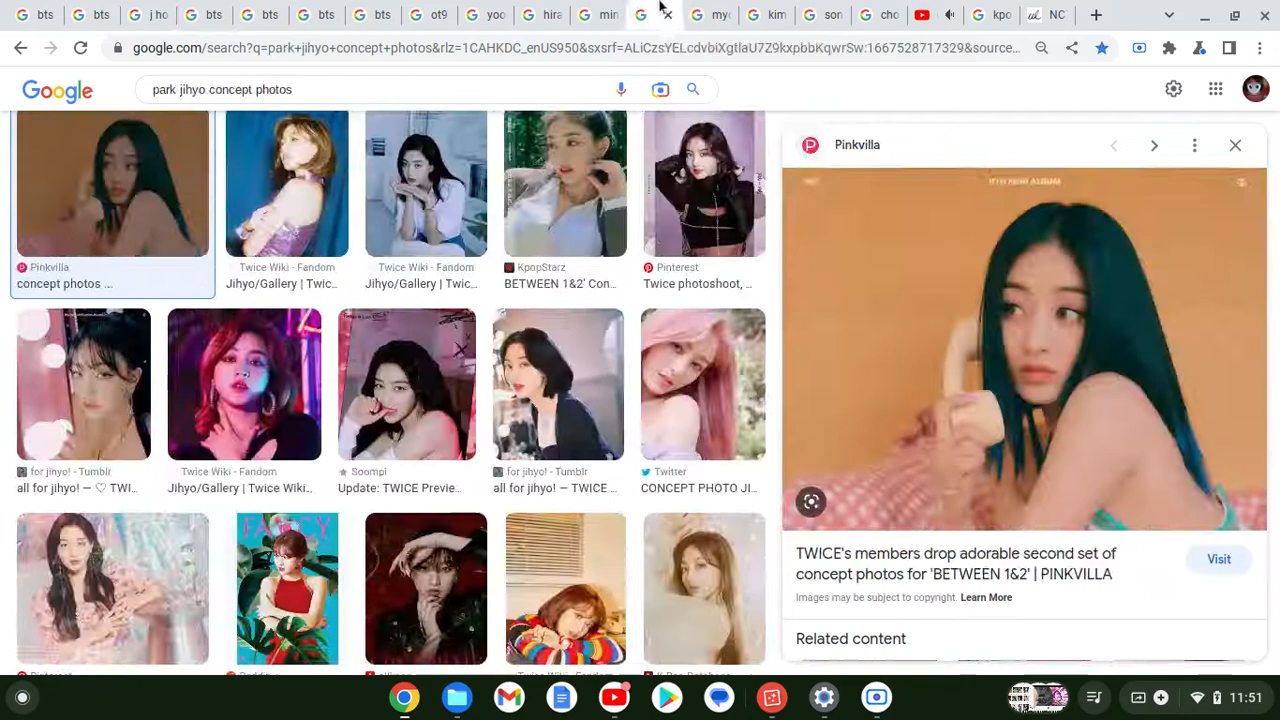 bts
bts
j ho
bts
bts
bts
bts
ot9
yoo
hira
min
myo
kim
son
cho
kpo
NC
google.com/search?q=park+jihyo+concept+photos&rlz=1CAHKDC_enUS950&sxsrf=ALiCzsYELcdvbiXgtlaU7Z9kxpbbKqwrSw:1667528717329&source...
Google
park jihyo concept photos
Pinkvilla
concept photos ...
Twice Wiki - Fandom
Jihyo/Gallery | Twic...
Twice Wiki - Fandom
Jihyo/Gallery | Twic...
KpopStarz
BETWEEN 1&2' Con...
Pinterest
Twice photoshoot, ...
for jihyo! - Tumblr
all for jihyo! — ♡ TWI...
Twice Wiki - Fandom
Jihyo/Gallery | Twice Wiki...
Soompi
Update: TWICE Previe...
for jihyo! - Tumblr
all for jihyo! — TWICE ...
Twitter
CONCEPT PHOTO JI...
FANCY
Pinkvilla
11TH MINI ALBUM
TWICE's members drop adorable second set of
concept photos for 'BETWEEN 1&2' | PINKVILLA
Visit
Images may be subject to copyright. Learn More
Related content
11:51